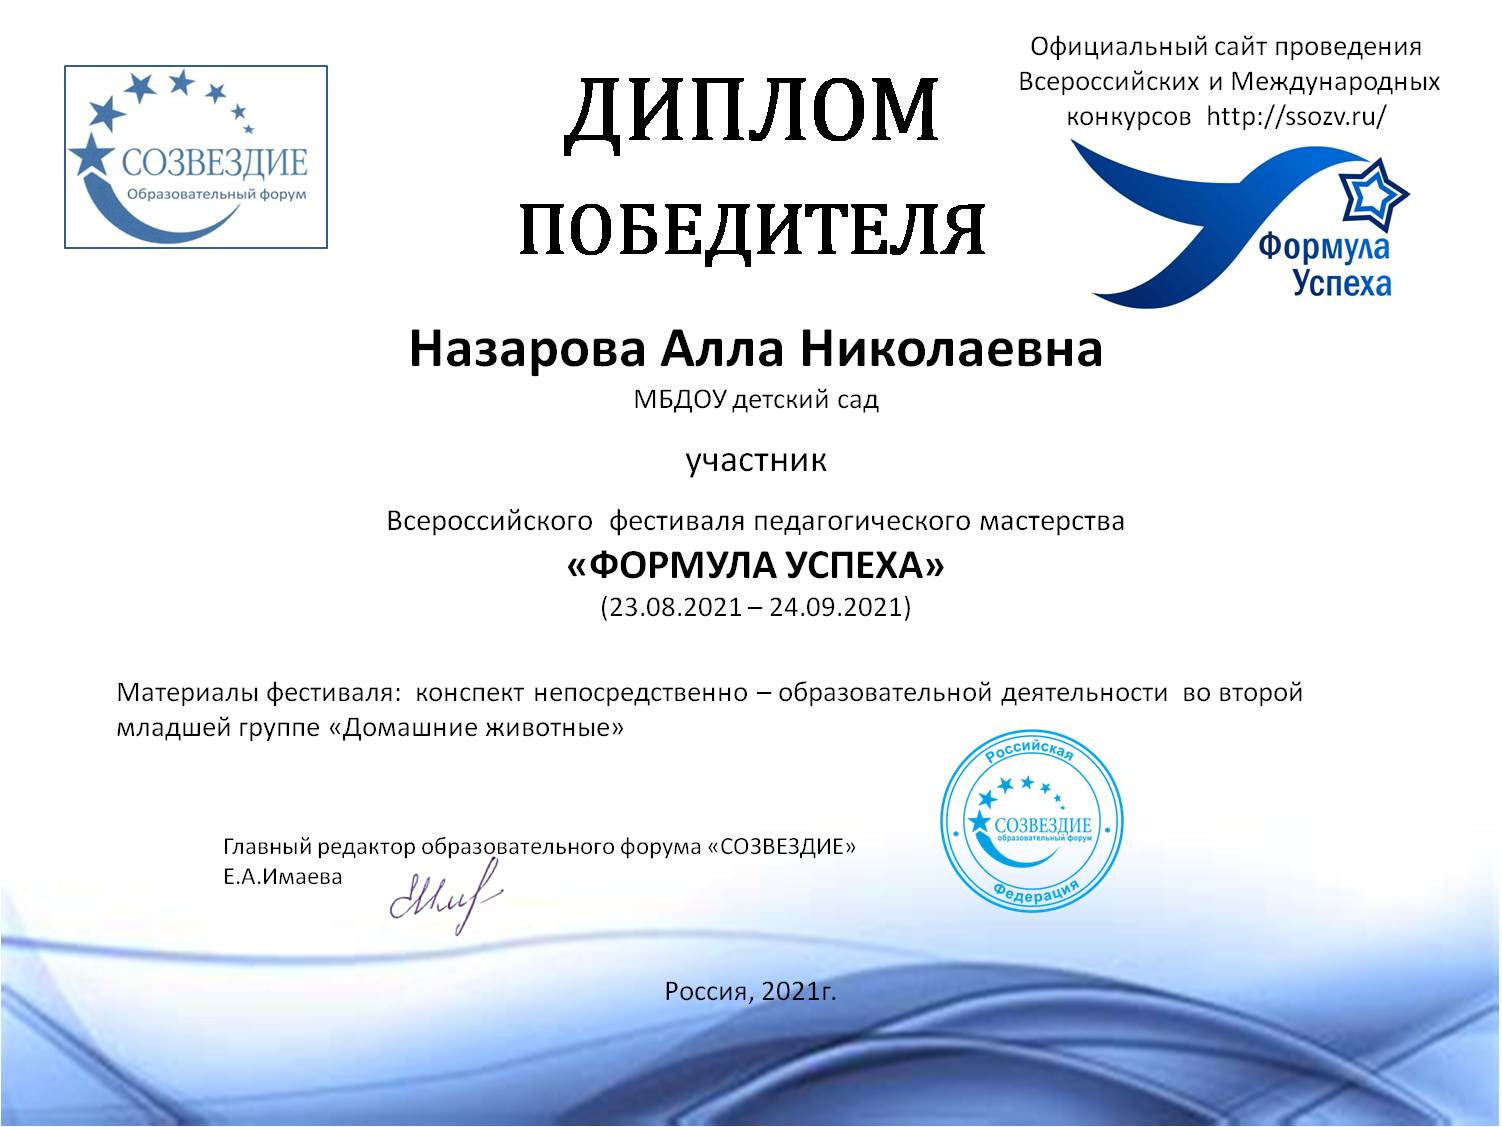 СОЗВЕЗДИЕ
Образовательный форум
ДИПЛОМ
ПОБЕДИТЕЛЯ
Официальный сайт проведения
Всероссийских и Международных
конкурсов http://ssozv.ru/
Формула
Успеха
Назарова Алла Николаевна
МБДОУ детский сад
участник
Всероссийского фестиваля педагогического мастерства
«ФОРМУЛА УСПЕХА»
(23.08.2021 – 24.09.2021)
Материалы фестиваля: конспект непосредственно – образовательной деятельности во второй
младшей группе «Домашние животные»
Российская
СОЗВЕЗДИЕ
образовательный форум
Федерация
Главный редактор образовательного форума «СОЗВЕЗДИЕ»
Е.А.Имаева
Россия, 2021г.